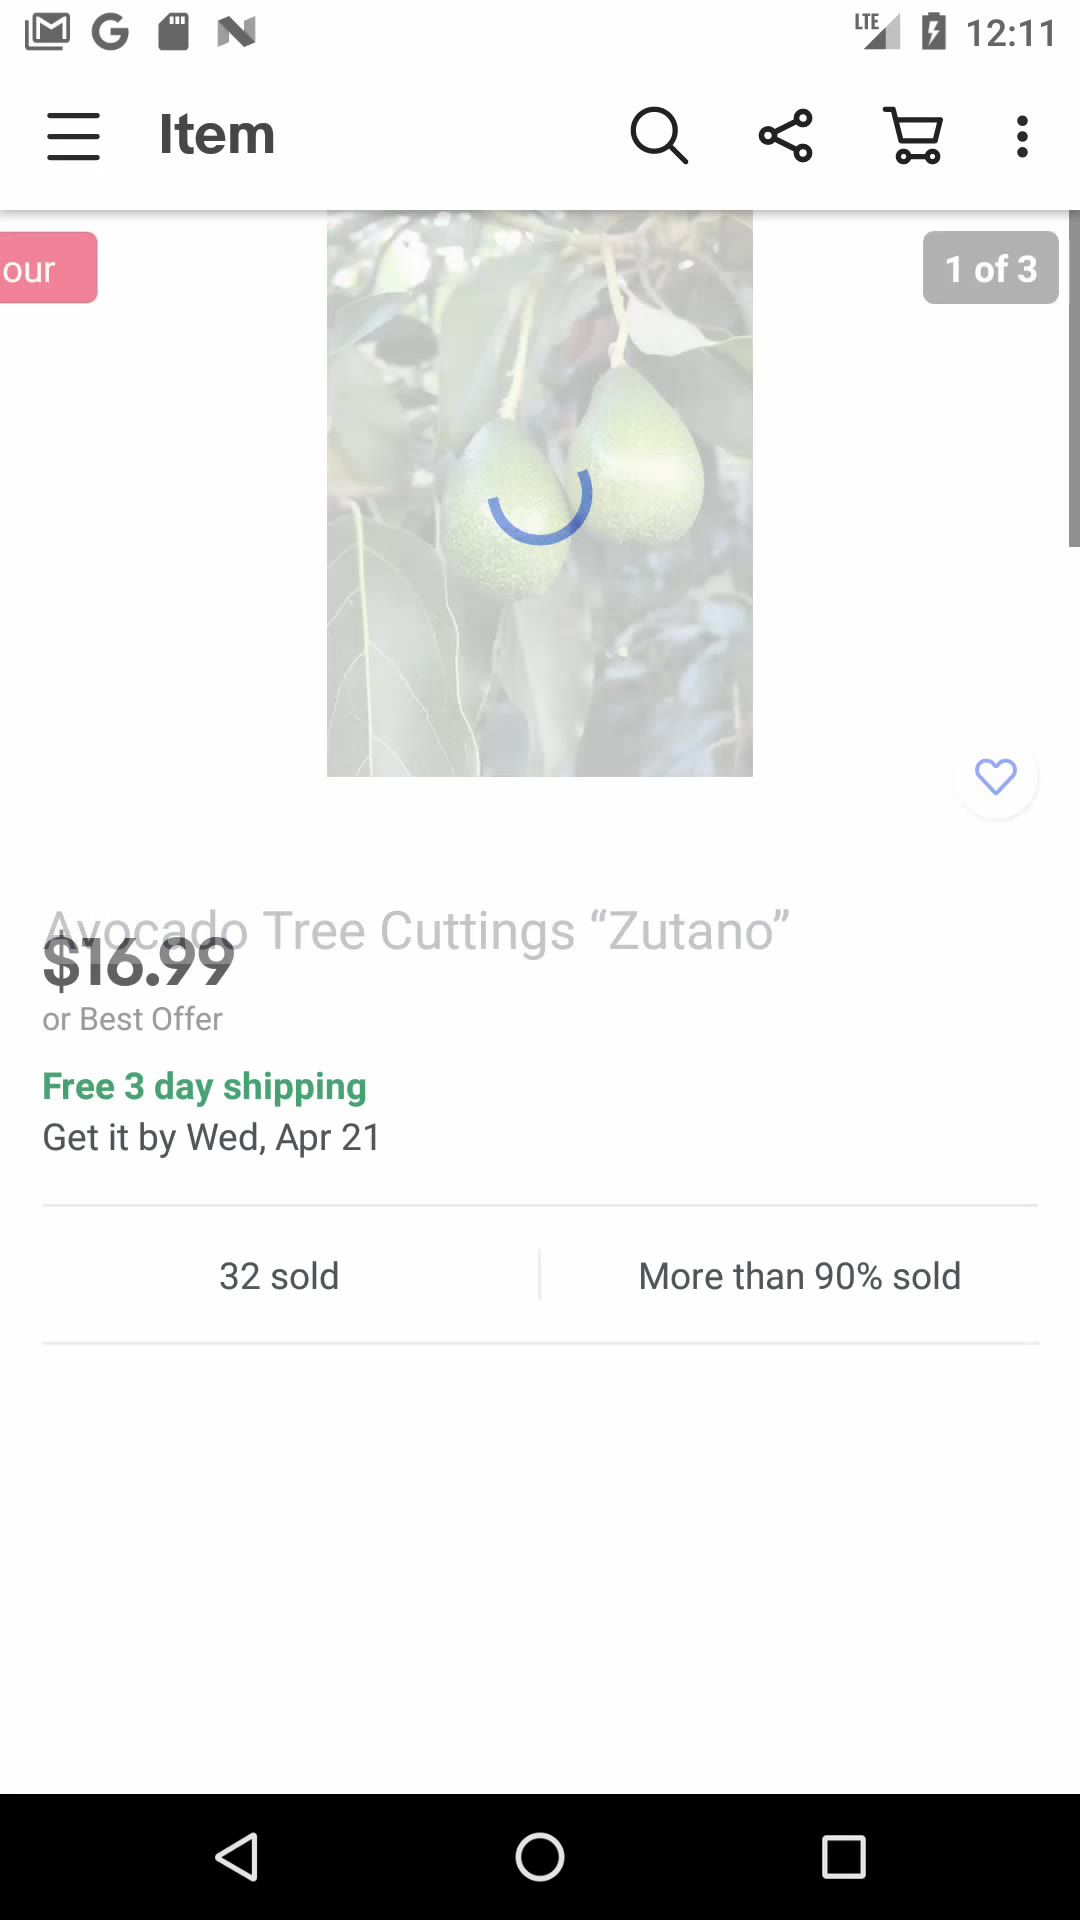 LTE 12:11
Item
our
1 of 3
Avocado Tree Cuttings “Zutano”
$16.99
or Best Offer
Free 3 day shipping
Get it by Wed, Apr 21
32 sold
More than 90% sold